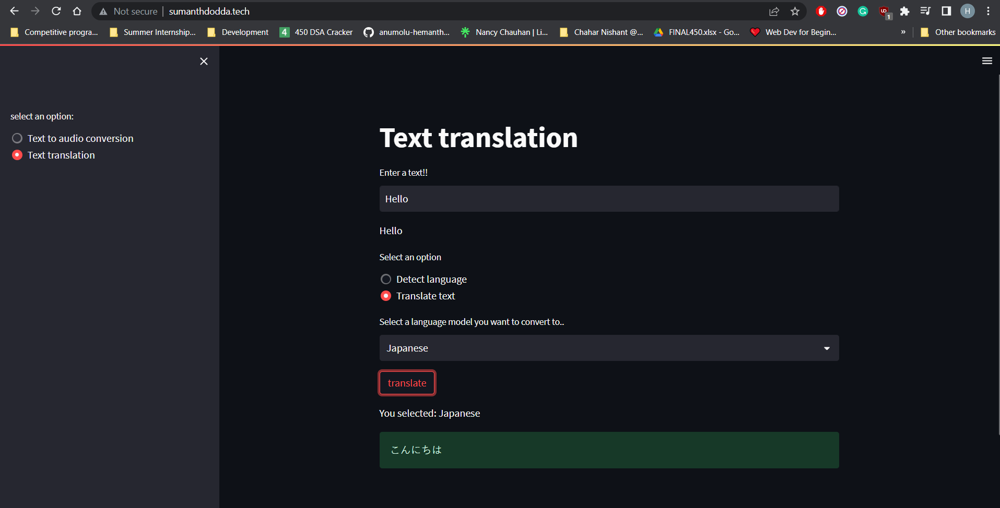 Not secure | sumanthdodda.tech
1
H
Competitive progra... Summer Internship... Development 4 450 DSA Cracker anumolu-hemanth... Nancy Chauhan | Li... Chahar Nishant @... FINAL450.xlsx - Go... Web Dev for Begin... » Other bookmarks
select an option:
Text to audio conversion
Text translation
Text translation
Enter a text!!
Hello
Hello
Select an option
Detect language
Translate text
Select a language model you want to convert to..
Japanese
translate
You selected: Japanese
こんにちは